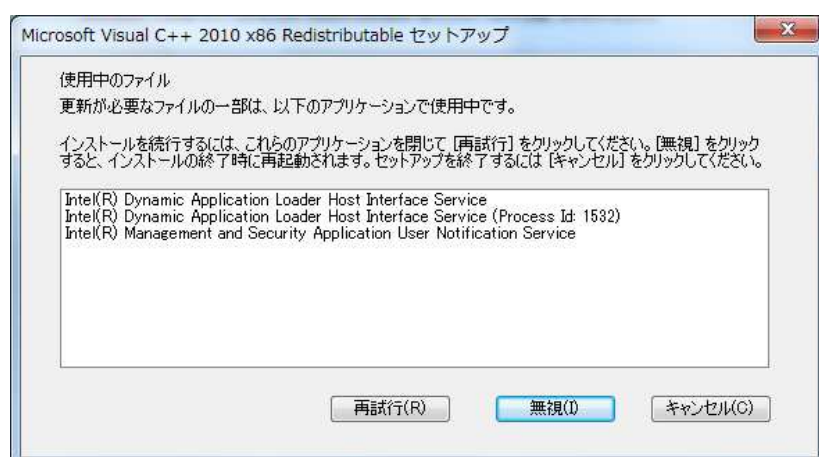 Microsoft Visual C++ 2010 x86 Redistributable セットアップ
使用中のファイル
更新が必要なファイルの一部は、以下のアプリケーションで使用中です。
インストールを続行するには、これらのアプリケーションを閉じて [再試行] をクリックしてください。[無視] をクリック
すると、インストールの終了時に再起動されます。セットアップを終了するには [キャンセル] をクリックしてください。
Intel(R) Dynamic Application Loader Host Interface Service
Intel(R) Dynamic Application Loader Host Interface Service (Process Id: 1532)
Intel(R) Management and Security Application User Notification Service
再試行(R)
無視(I)
キャンセル(C)